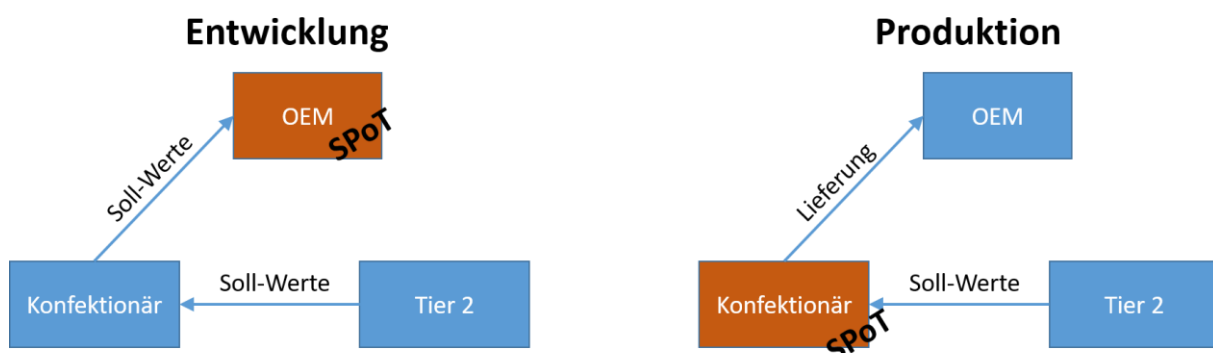 Entwicklung
OEM
SPoT
Soll-Werte
Konfektionär
Soll-Werte
Tier 2
Produktion
OEM
Lieferung
Konfektionär
SPoT
Soll-Werte
Tier 2